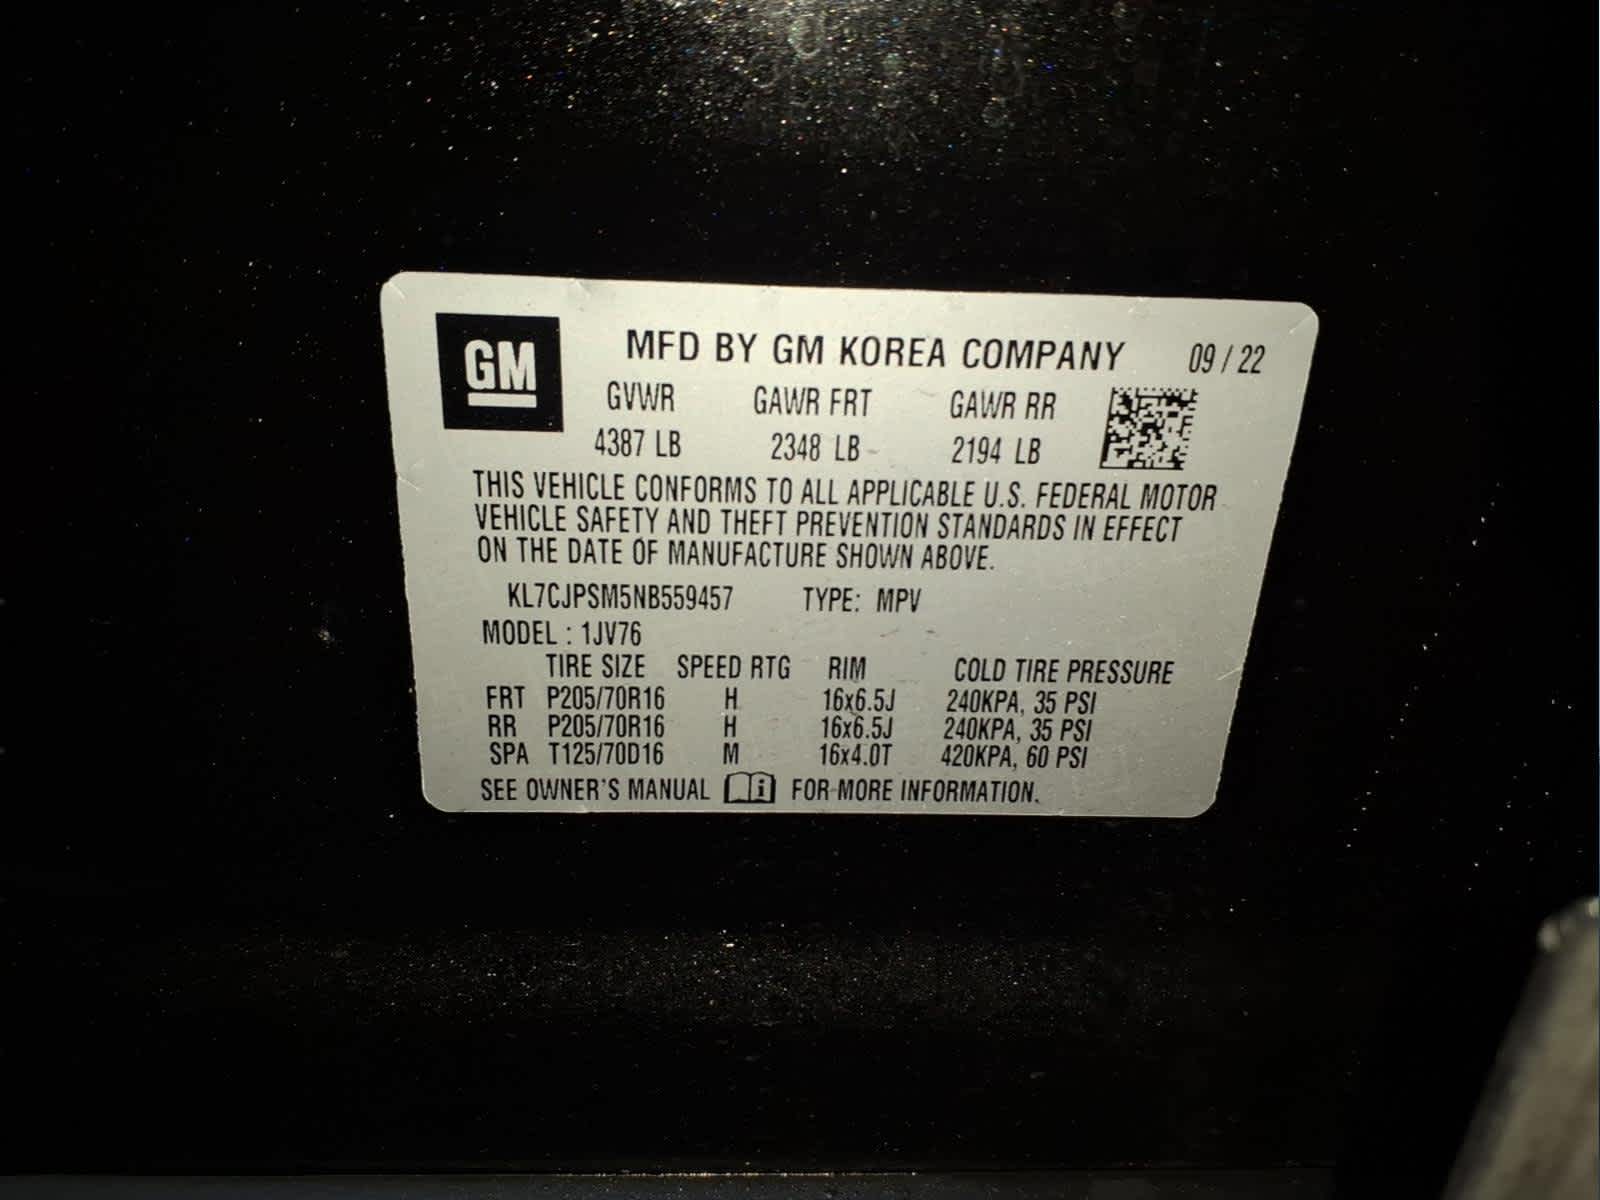 GM
MFD BY GM KOREA COMPANY 09 / 22
GVWR GAWR FRT GAWR RR
4387 LB 2348 LB 2194 LB
THIS VEHICLE CONFORMS TO ALL APPLICABLE U.S. FEDERAL MOTOR
VEHICLE SAFETY AND THEFT PREVENTION STANDARDS IN EFFECT
ON THE DATE OF MANUFACTURE SHOWN ABOVE.
KL7CJPSM5NB559457 TYPE: MPV
MODEL : 1JV76
TIRE SIZE SPEED RTG RIM COLD TIRE PRESSURE
FRT P205/70R16 H 16x6.5J 240KPA, 35 PSI
RR P205/70R16 H 16x6.5J 240KPA, 35 PSI
SPA T125/70D16 M 16x4.0T 420KPA, 60 PSI
SEE OWNER'S MANUAL i FOR MORE INFORMATION.